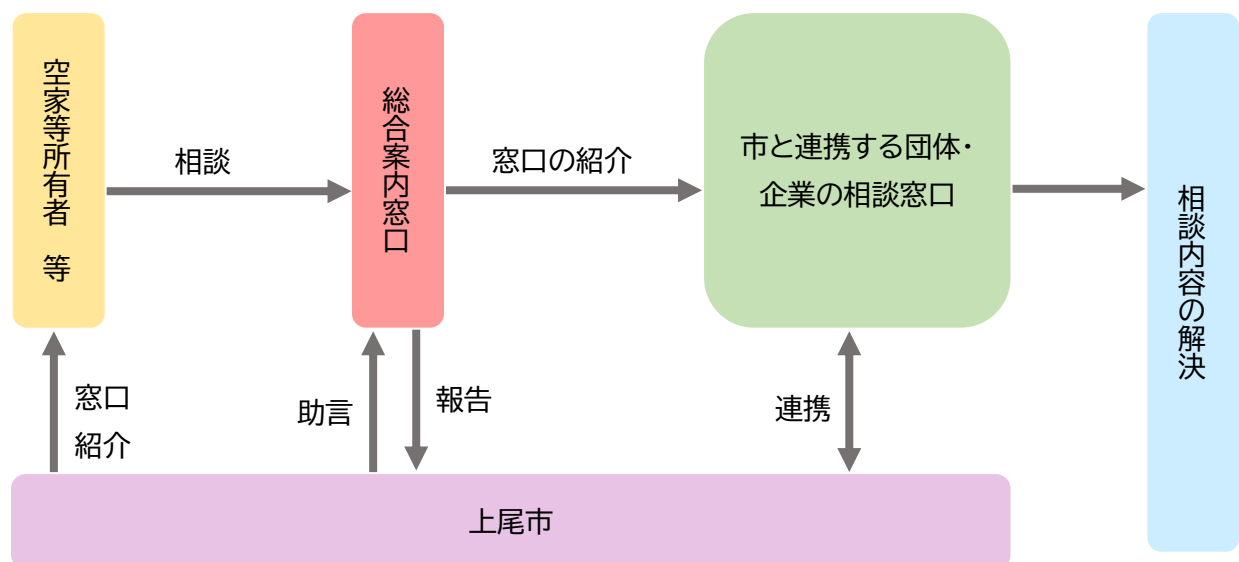 空家等所有者　等
相談
総合案内窓口
窓口の紹介
市と連携する団体・
企業の相談窓口
相談内容の解決
窓口
紹介
助言
報告
連携
上尾市